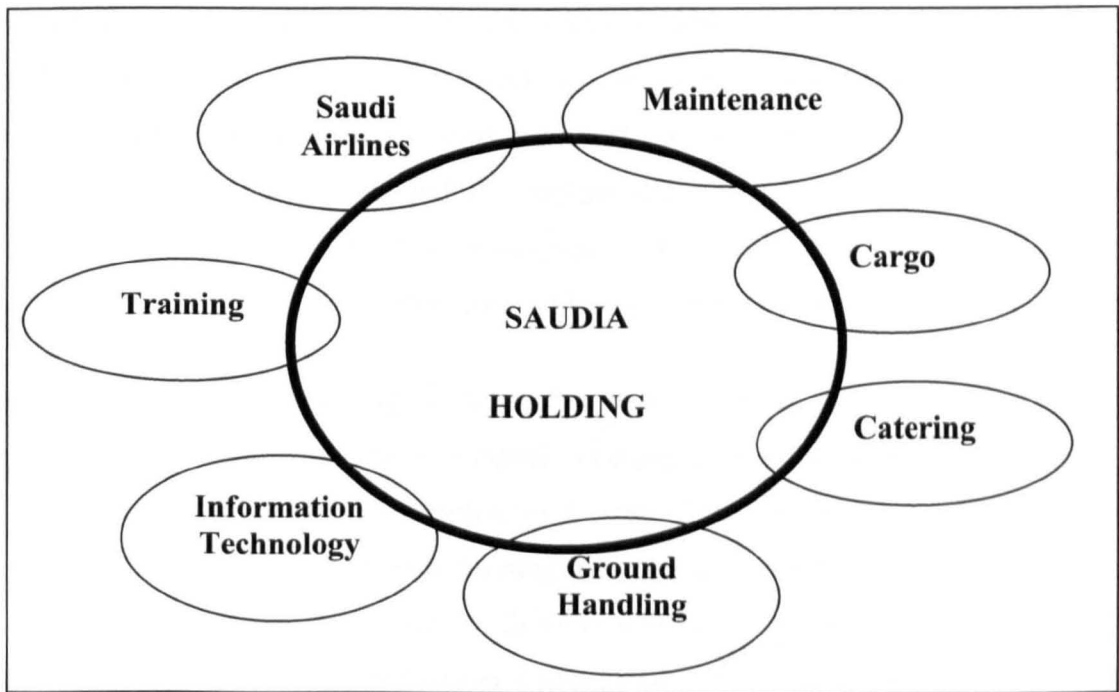 Saudi
Airlines
Maintenance
Cargo
Training
SAUDIA
HOLDING
Catering
Information
Technology
Ground
Handling